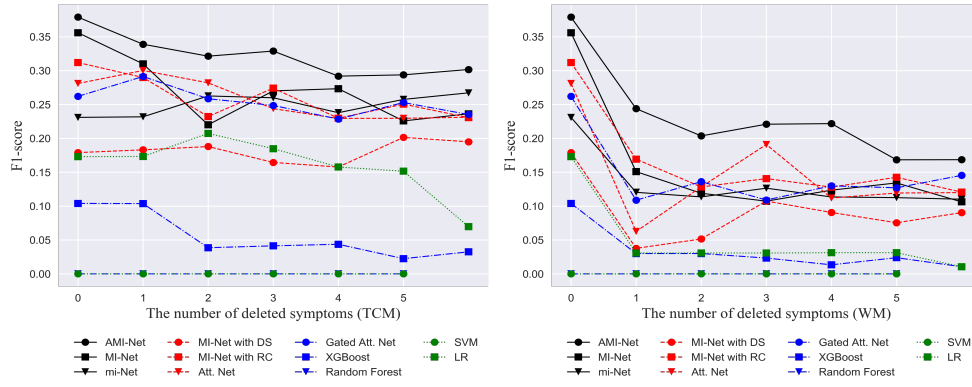 0.35
0.30
0.25
0.20
0.15
0.10
0.05
0.00
F1-score
0 1 2 3 4 5
The number of deleted symptoms (TCM)
AMI-Net MI-Net with DS Gated Att. Net SVM
MI-Net MI-Net with RC XGBoost LR
mi-Net Att. Net Random Forest
0.35
0.30
0.25
0.20
0.15
0.10
0.05
0.00
F1-score
0 1 2 3 4 5
The number of deleted symptoms (WM)
AMI-Net MI-Net with DS Gated Att. Net SVM
MI-Net MI-Net with RC XGBoost LR
mi-Net Att. Net Random Forest